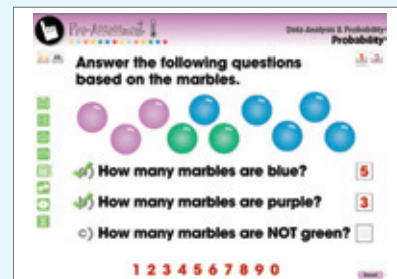 Pre-Assessment
Data Analysis & Probability
Probability
Answer the following questions
based on the marbles.
1 2
a) How many marbles are blue? 5
b) How many marbles are purple? 3
c) How many marbles are NOT green?
1 2 3 4 5 6 7 8 9 0